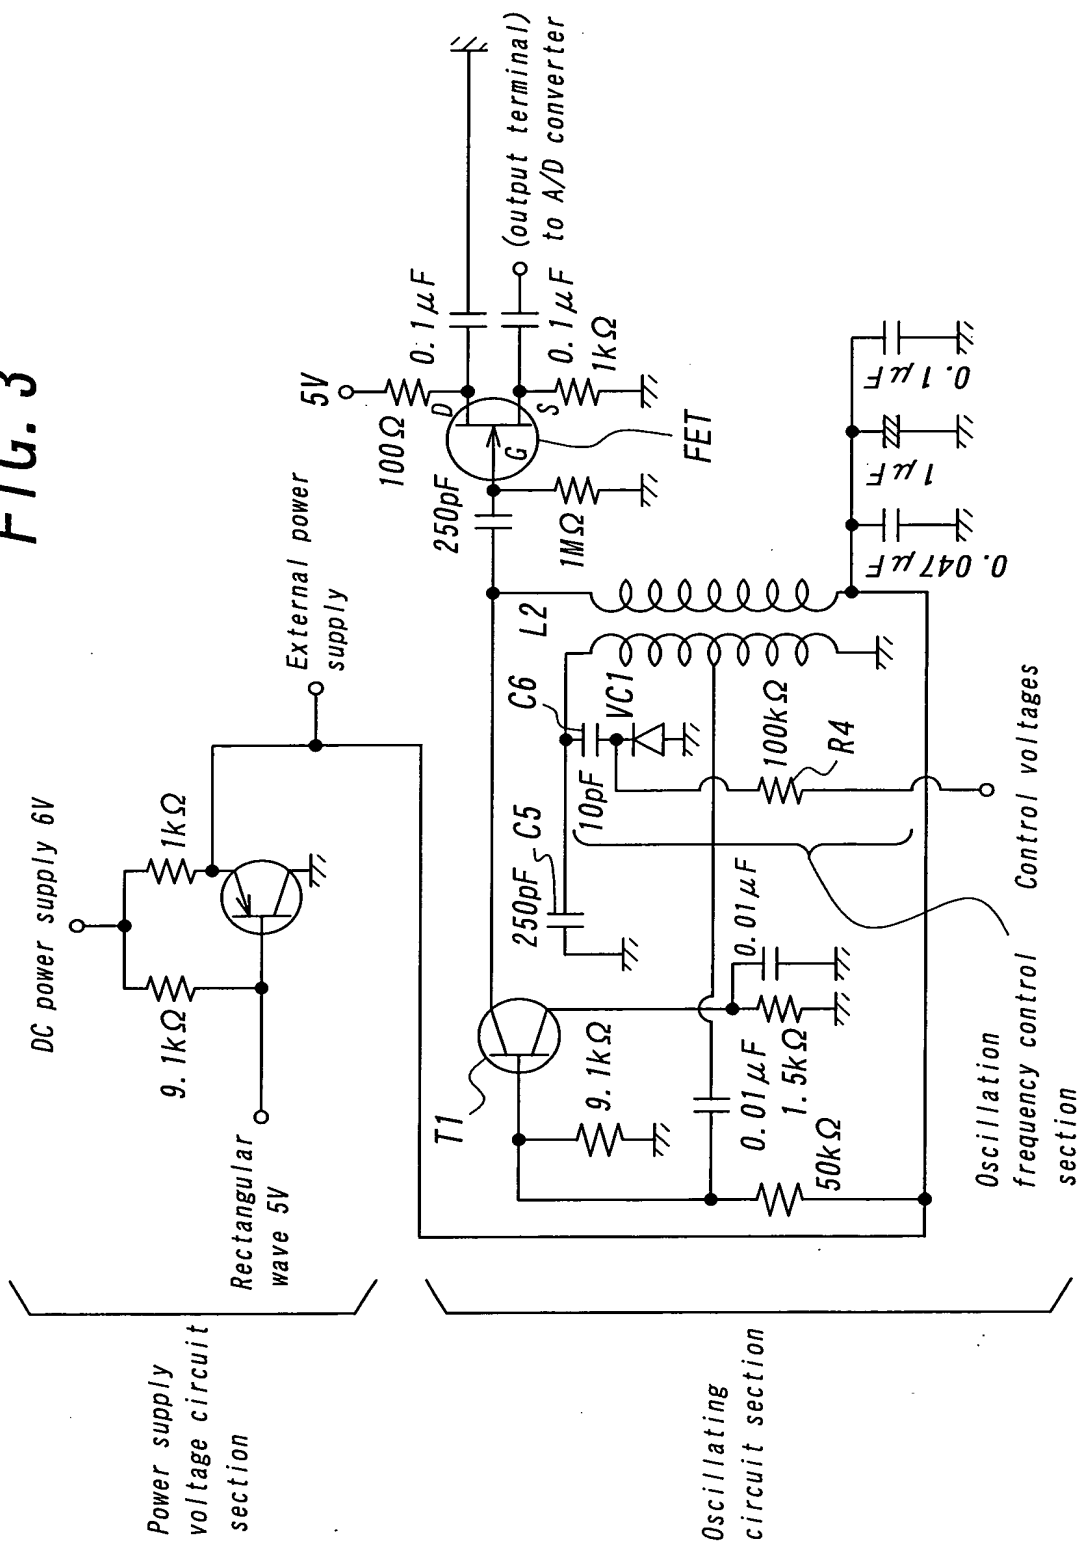 FIG. 3
DC power supply 6V
9.1kΩ
1kΩ
Rectangular
wave 5V
External power
supply
Power supply
voltage circuit
section
5V
100Ω
D
0.1μF
(output terminal)
to A/D converter
0.1μF
S
1kΩ
G
FET
250pF
1MΩ
T1
9.1kΩ
250pF
C5
C6
10pF
VC1
L2
100kΩ
R4
0.01μF
0.01μF
1.5kΩ
50kΩ
0.047μF
1μF
0.1μF
Oscillation
frequency control
section
Control voltages
Oscillating
circuit section